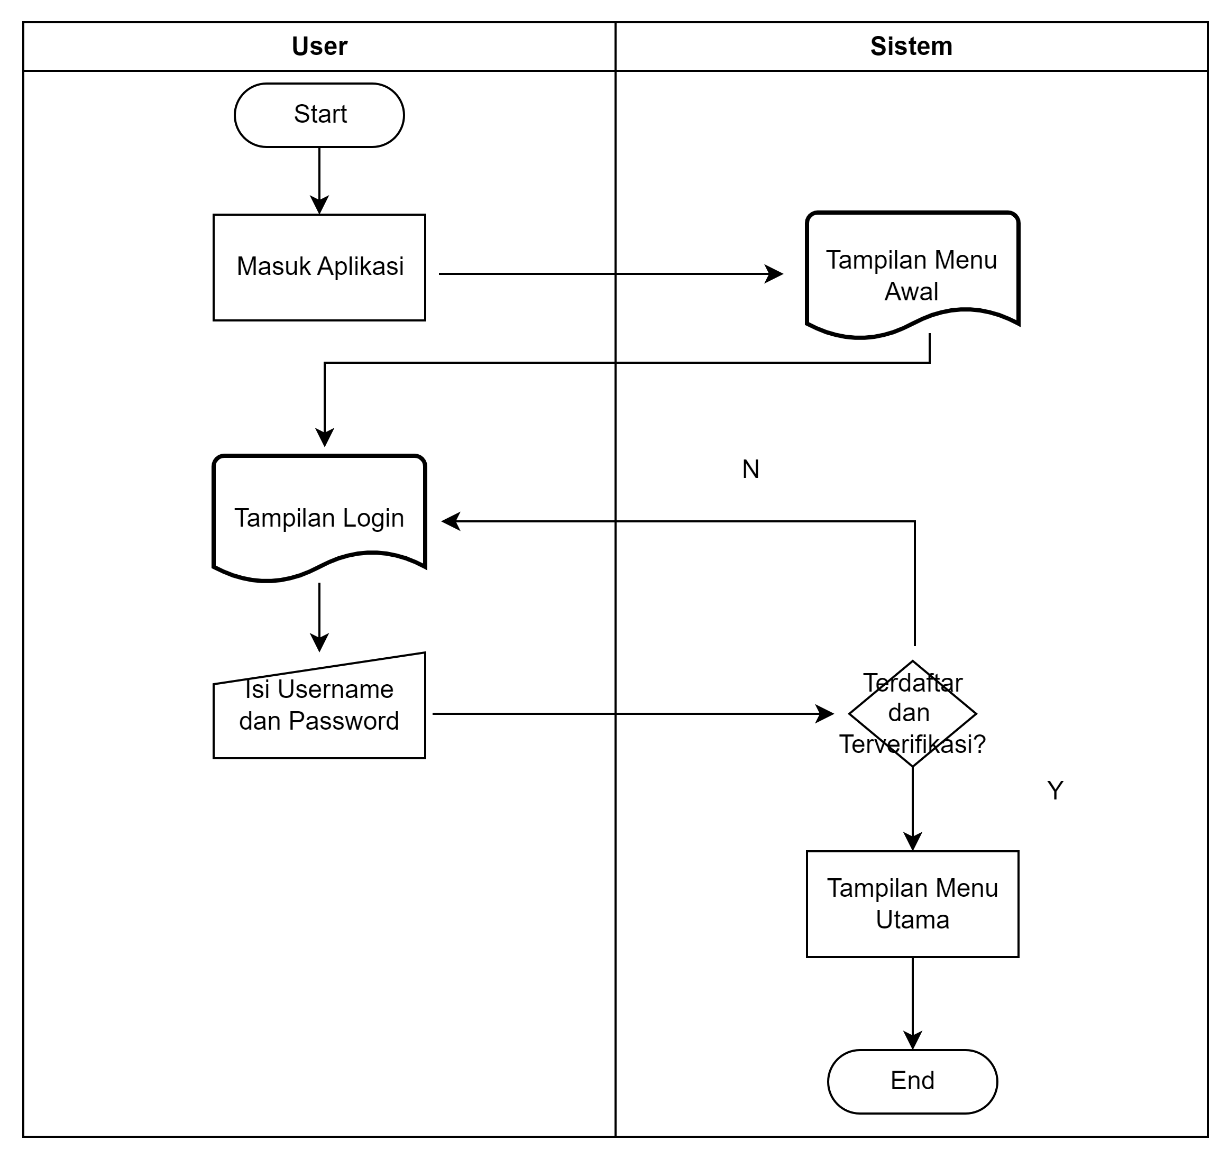 User
Sistem
Start
Masuk Aplikasi
Tampilan Menu
Awal
N
Tampilan Login
Isi Username
dan Password
Terdaftar
dan
Terverifikasi?
Y
Tampilan Menu
Utama
End